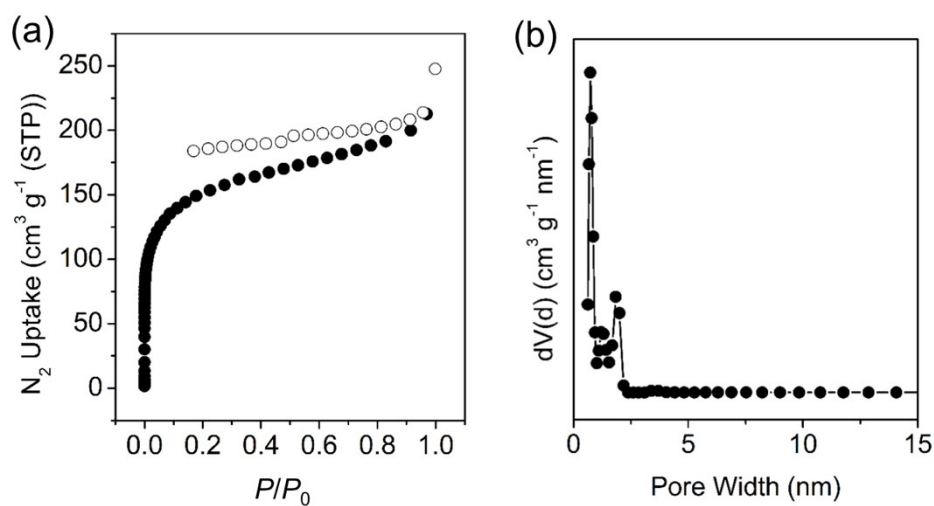 (a)
N₂ Uptake (cm³ g⁻¹ (STP))
250
200
150
100
50
0
0.0 0.2 0.4 0.6 0.8 1.0
P/P₀
(b)
dV(d) (cm³ g⁻¹ nm⁻¹)
0 5 10 15
Pore Width (nm)